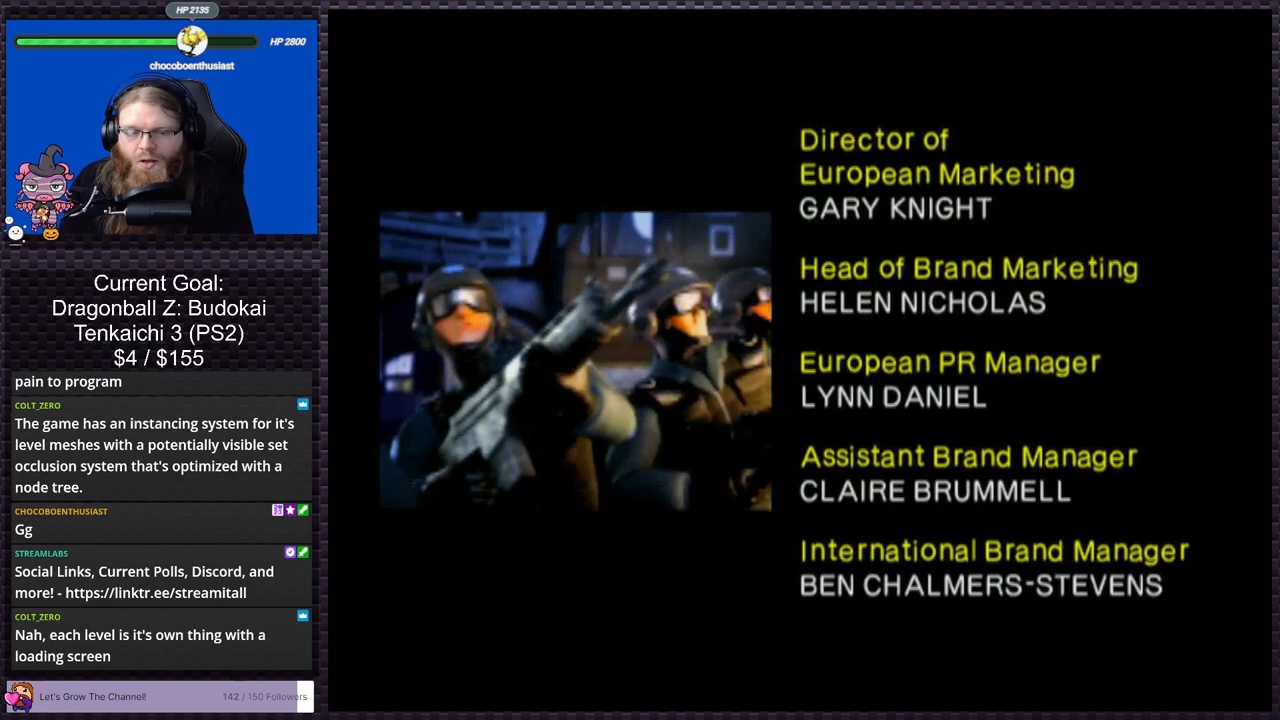 HP 2135
HP 2800
chocoboenthusiast
Current Goal:
Dragonball Z: Budokai
Tenkaichi 3 (PS2)
$4 / $155
pain to program
COLT_ZERO
The game has an instancing system for it's
level meshes with a potentially visible set
occlusion system that's optimized with a
node tree.
CHOCOBOENTHUSIAST
Gg
STREAMLABS
Social Links, Current Polls, Discord, and
more! - https://linktr.ee/streamitall
COLT_ZERO
Nah, each level is it's own thing with a
loading screen
Let's Grow The Channel!
142 / 150 Followers
Director of
European Marketing
GARY KNIGHT
Head of Brand Marketing
HELEN NICHOLAS
European PR Manager
LYNN DANIEL
Assistant Brand Manager
CLAIRE BRUMMELL
International Brand Manager
BEN CHALMERS-STEVENS